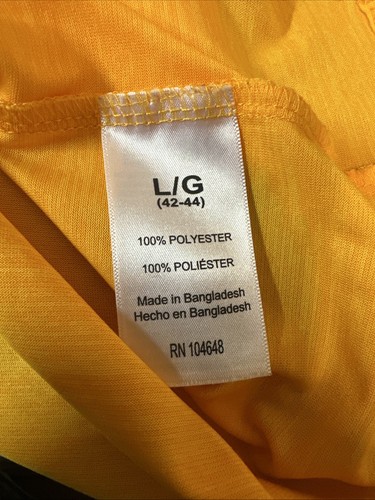 L/G
(42-44)
100% POLYESTER
100% POLIÉSTER
Made in Bangladesh
Hecho en Bangladesh
RN 104648